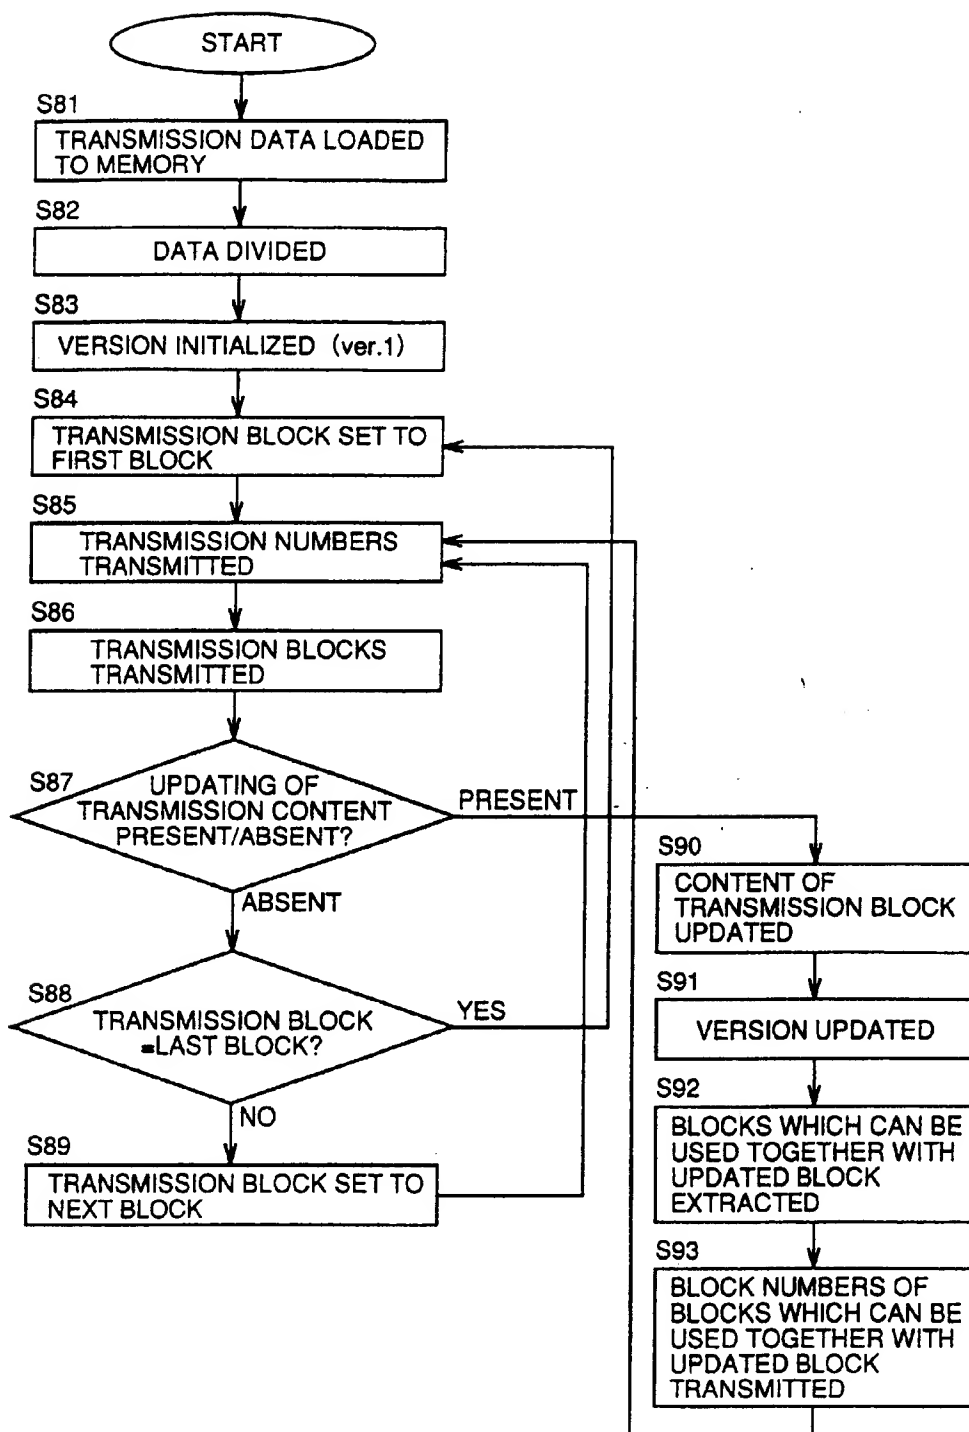 START
S81
TRANSMISSION DATA LOADED
TO MEMORY
S82
DATA DIVIDED
S83
VERSION INITIALIZED (ver.1)
S84
TRANSMISSION BLOCK SET TO
FIRST BLOCK
S85
TRANSMISSION NUMBERS
TRANSMITTED
S86
TRANSMISSION BLOCKS
TRANSMITTED
S87
UPDATING OF
TRANSMISSION CONTENT
PRESENT/ABSENT?
PRESENT
ABSENT
S88
TRANSMISSION BLOCK
=LAST BLOCK?
YES
NO
S89
TRANSMISSION BLOCK SET TO
NEXT BLOCK
S90
CONTENT OF
TRANSMISSION BLOCK
UPDATED
S91
VERSION UPDATED
S92
BLOCKS WHICH CAN BE
USED TOGETHER WITH
UPDATED BLOCK
EXTRACTED
S93
BLOCK NUMBERS OF
BLOCKS WHICH CAN BE
USED TOGETHER WITH
UPDATED BLOCK
TRANSMITTED